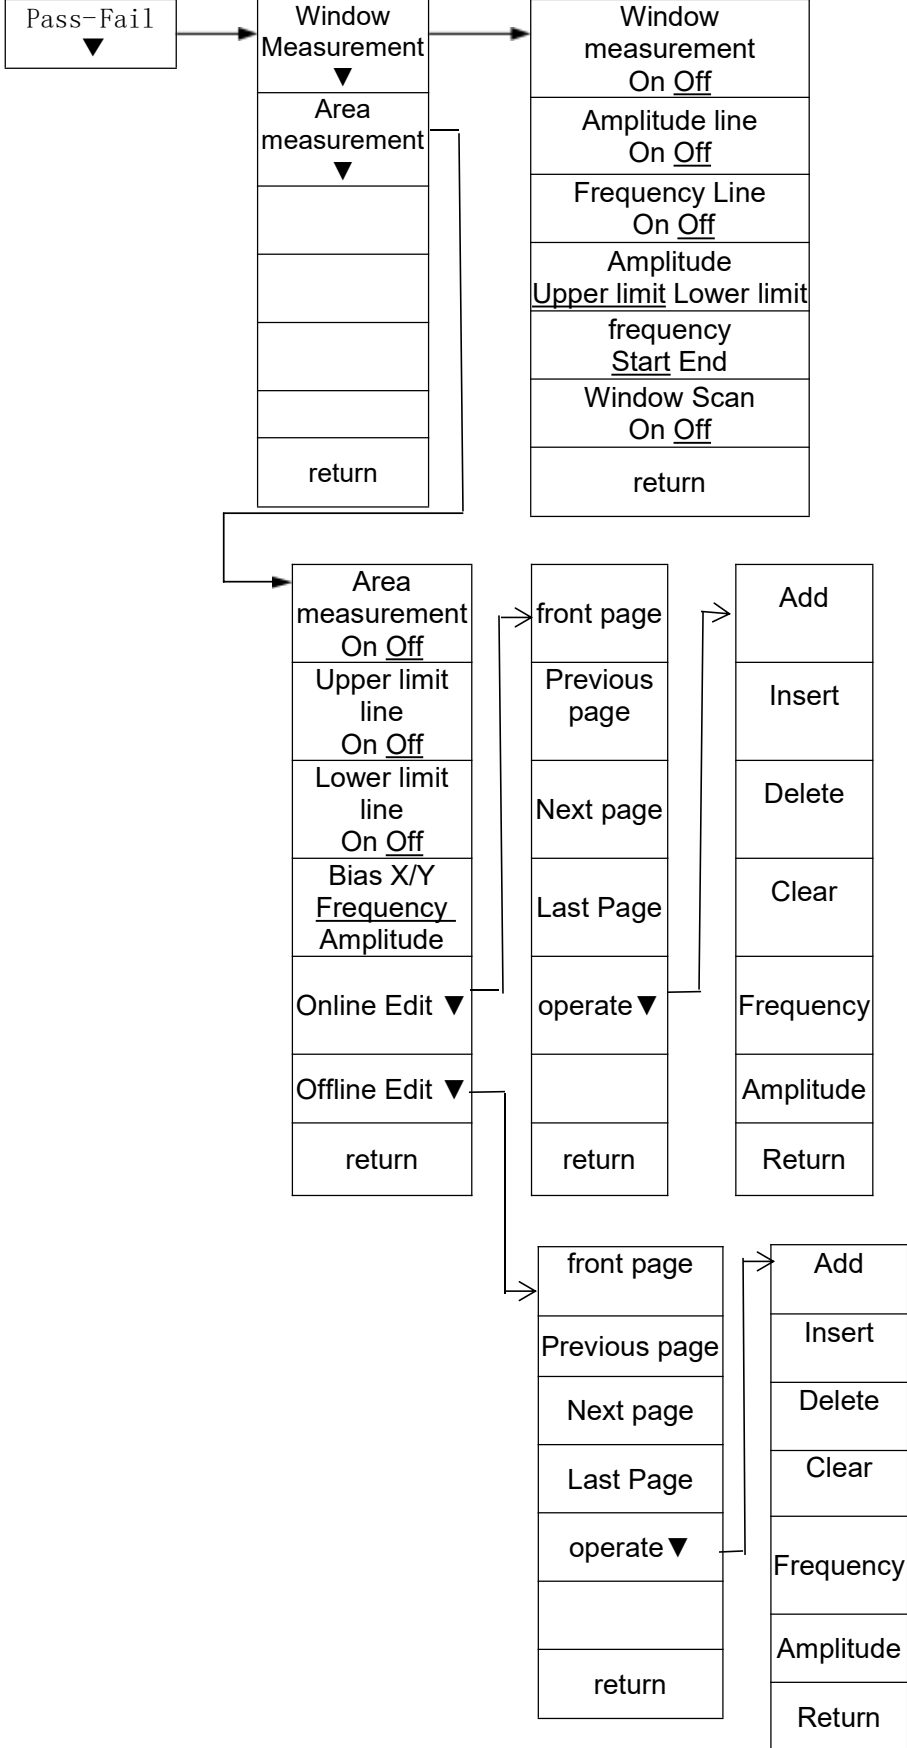 Pass-Fail
▼
Window
Measurement
▼
Area
measurement
▼
return
Window
measurement
On Off
Amplitude line
On Off
Frequency Line
On Off
Amplitude
Upper limit Lower limit
frequency
Start End
Window Scan
On Off
return
Area
measurement
On Off
Upper limit
line
On Off
Lower limit
line
On Off
Bias X/Y
Frequency
Amplitude
Online Edit ▼
Offline Edit ▼
return
front page
Previous
page
Next page
Last Page
operate▼
return
Add
Insert
Delete
Clear
Frequency
Amplitude
Return
front page
Previous page
Next page
Last Page
operate▼
return
Add
Insert
Delete
Clear
Frequency
Amplitude
Return